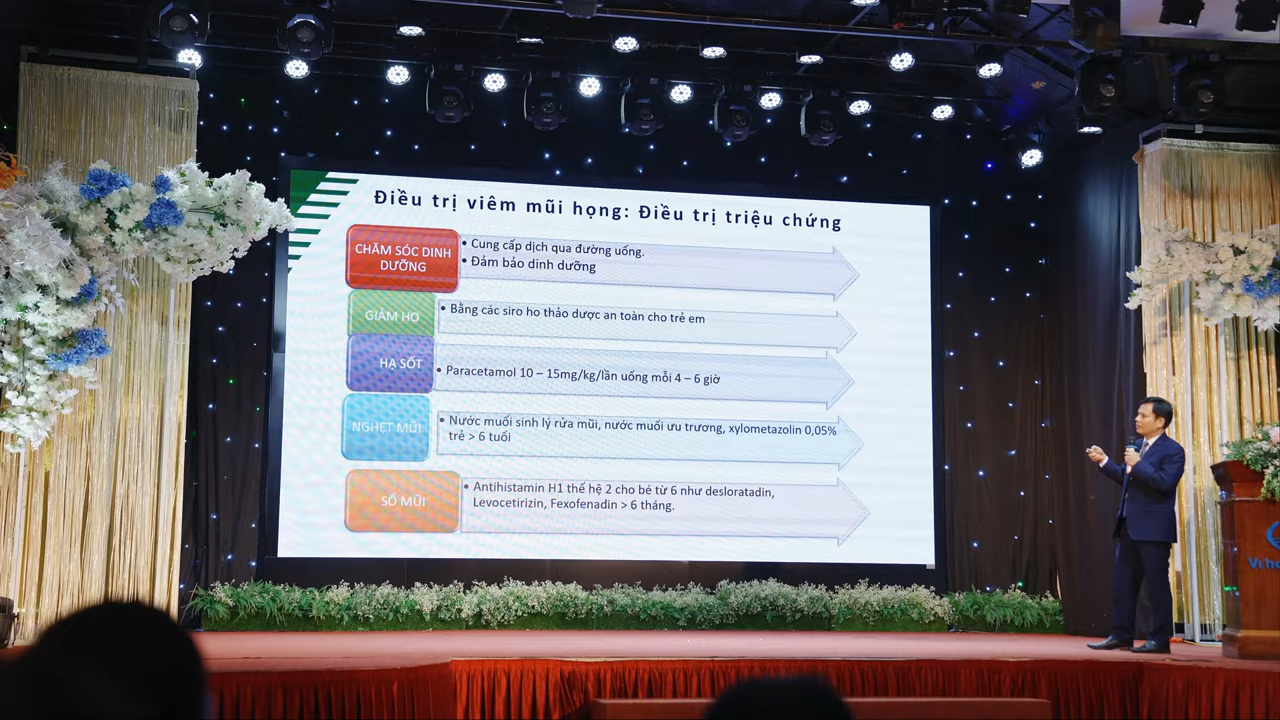 Điều trị viêm mũi họng: Điều trị triệu chứng
CHĂM SÓC DINH
DƯỠNG
• Cung cấp dịch qua đường uống.
• Đảm bảo dinh dưỡng
GIẢM HO
• Bằng các siro ho thảo dược an toàn cho trẻ em
HẠ SỐT
• Paracetamol 10 – 15mg/kg/lần uống mỗi 4 – 6 giờ
NGHẸT MŨI
• Nước muối sinh lý rửa mũi, nước muối ưu trương, xylometazolin 0,05%
trẻ > 6 tuổi
SỔ MŨI
• Antihistamin H1 thế hệ 2 cho bé từ 6 như desloratadin,
Levocetirizin, Fexofenadin > 6 tháng.